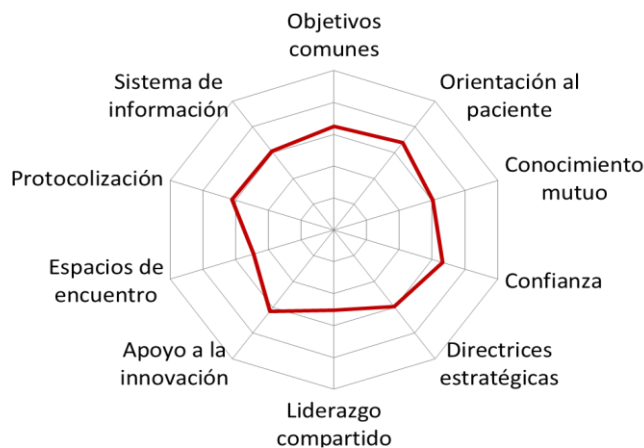 Objetivos
comunes
Orientación al
paciente
Conocimiento
mutuo
Confianza
Directrices
estratégicas
Liderazgo
compartido
Apoyo a la
innovación
Espacios de
encuentro
Protocolización
Sistema de
información